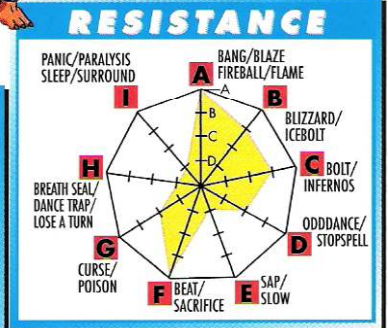 RESISTANCE
PANIC/PARALYSIS
SLEEP/SURROUND
BANG/BLAZE
FIREBALL/FLAME
A
A
I
B
BLIZZARD/
ICEBOLT
B
C
D
H
C
BOLT/
INFERNOS
BREATH SEAL/
DANCE TRAP/
LOSE A TURN
G
D
ODDDANCE/
STOPSPELL
CURSE/
POISON
F
BEAT/
SACRIFICE
E
SAP/
SLOW